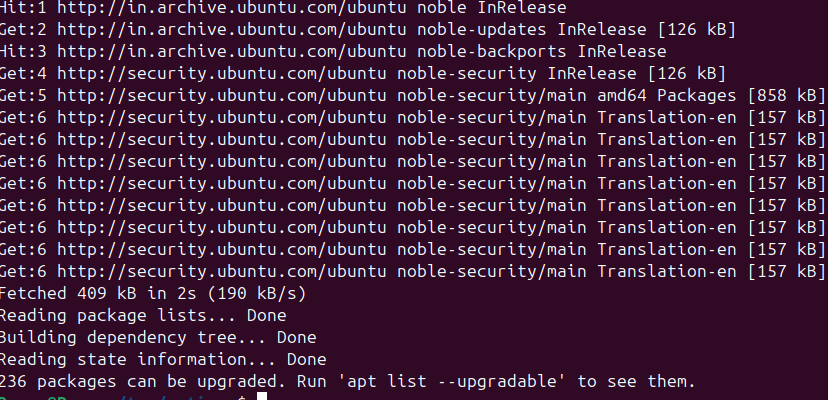 Hit:1 http://in.archive.ubuntu.com/ubuntu noble InRelease
Get:2 http://in.archive.ubuntu.com/ubuntu noble-updates InRelease [126 kB]
Hit:3 http://in.archive.ubuntu.com/ubuntu noble-backports InRelease
Get:4 http://security.ubuntu.com/ubuntu noble-security InRelease [126 kB]
Get:5 http://security.ubuntu.com/ubuntu noble-security/main amd64 Packages [858 kB]
Get:6 http://security.ubuntu.com/ubuntu noble-security/main Translation-en [157 kB]
Get:6 http://security.ubuntu.com/ubuntu noble-security/main Translation-en [157 kB]
Get:6 http://security.ubuntu.com/ubuntu noble-security/main Translation-en [157 kB]
Get:6 http://security.ubuntu.com/ubuntu noble-security/main Translation-en [157 kB]
Get:6 http://security.ubuntu.com/ubuntu noble-security/main Translation-en [157 kB]
Get:6 http://security.ubuntu.com/ubuntu noble-security/main Translation-en [157 kB]
Get:6 http://security.ubuntu.com/ubuntu noble-security/main Translation-en [157 kB]
Get:6 http://security.ubuntu.com/ubuntu noble-security/main Translation-en [157 kB]
Fetched 409 kB in 2s (190 kB/s)
Reading package lists... Done
Building dependency tree... Done
Reading state information... Done
236 packages can be upgraded. Run 'apt list --upgradable' to see them.